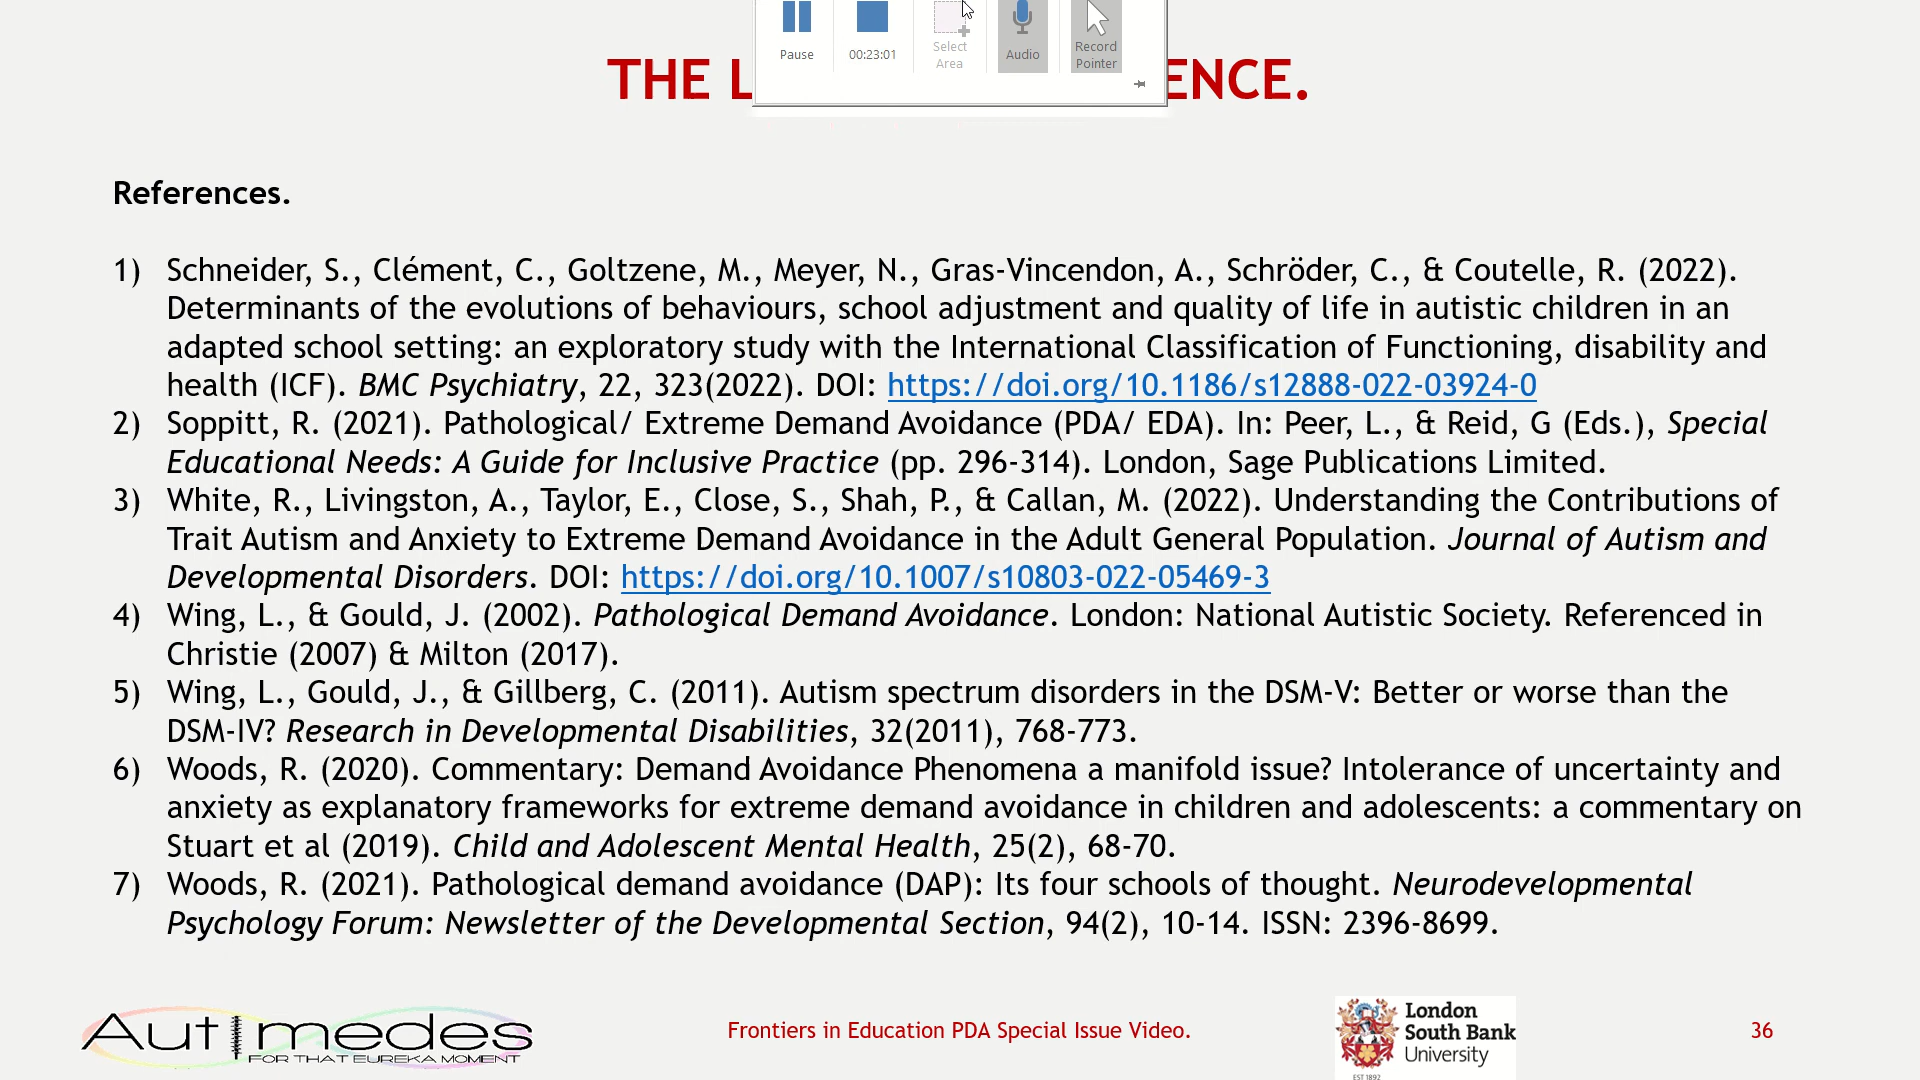 Pause
00:23:01
Select
Area
Audio
Record
Pointer
THE L ENCE.
References.
1) Schneider, S., Clément, C., Goltzene, M., Meyer, N., Gras-Vincendon, A., Schröder, C., & Coutelle, R. (2022).
Determinants of the evolutions of behaviours, school adjustment and quality of life in autistic children in an
adapted school setting: an exploratory study with the International Classification of Functioning, disability and
health (ICF). BMC Psychiatry, 22, 323(2022). DOI: https://doi.org/10.1186/s12888-022-03924-0
2) Soppitt, R. (2021). Pathological/ Extreme Demand Avoidance (PDA/ EDA). In: Peer, L., & Reid, G (Eds.), Special
Educational Needs: A Guide for Inclusive Practice (pp. 296-314). London, Sage Publications Limited.
3) White, R., Livingston, A., Taylor, E., Close, S., Shah, P., & Callan, M. (2022). Understanding the Contributions of
Trait Autism and Anxiety to Extreme Demand Avoidance in the Adult General Population. Journal of Autism and
Developmental Disorders. DOI: https://doi.org/10.1007/s10803-022-05469-3
4) Wing, L., & Gould, J. (2002). Pathological Demand Avoidance. London: National Autistic Society. Referenced in
Christie (2007) & Milton (2017).
5) Wing, L., Gould, J., & Gillberg, C. (2011). Autism spectrum disorders in the DSM-V: Better or worse than the
DSM-IV? Research in Developmental Disabilities, 32(2011), 768-773.
6) Woods, R. (2020). Commentary: Demand Avoidance Phenomena a manifold issue? Intolerance of uncertainty and
anxiety as explanatory frameworks for extreme demand avoidance in children and adolescents: a commentary on
Stuart et al (2019). Child and Adolescent Mental Health, 25(2), 68-70.
7) Woods, R. (2021). Pathological demand avoidance (DAP): Its four schools of thought. Neurodevelopmental
Psychology Forum: Newsletter of the Developmental Section, 94(2), 10-14. ISSN: 2396-8699.
Autimedes
FOR THAT EUREKA MOMENT
Frontiers in Education PDA Special Issue Video.
London
South Bank
University
EST 1892
36